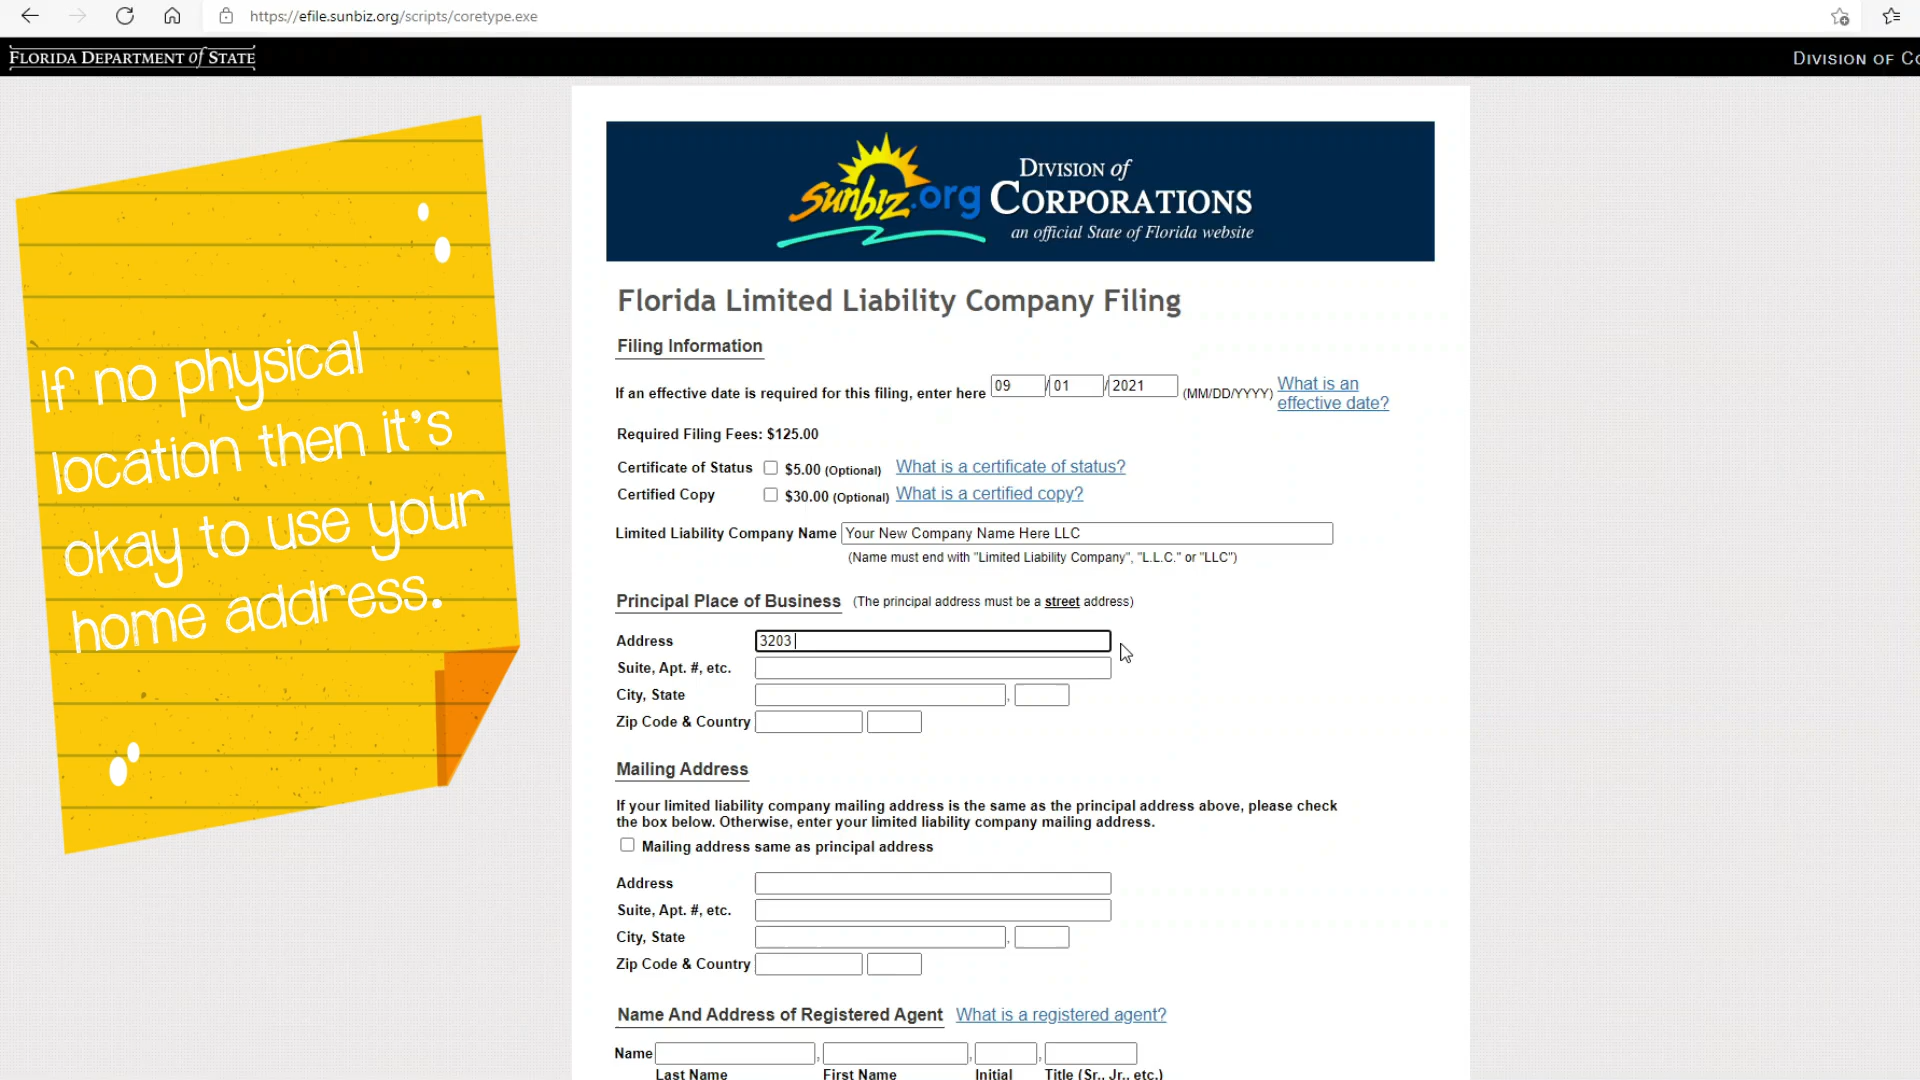 https://efile.sunbiz.org/scripts/coretype.exe
FLORIDA DEPARTMENT of STATE
DIVISION OF
If no physical
location then it's
okay to use your
home address.
sunbiz.org
DIVISION of
CORPORATIONS
an official State of Florida website
Florida Limited Liability Company Filing
Filing Information
If an effective date is required for this filing, enter here 09 / 01 / 2021 (MM/DD/YYYY) What is an
effective date?
Required Filing Fees: $125.00
Certificate of Status $5.00 (Optional) What is a certificate of status?
Certified Copy $30.00 (Optional) What is a certified copy?
Limited Liability Company Name Your New Company Name Here LLC
(Name must end with "Limited Liability Company", "L.L.C." or "LLC")
Principal Place of Business (The principal address must be a street address)
Address 3203
Suite, Apt. #, etc.
City, State ,
Zip Code & Country
Mailing Address
If your limited liability company mailing address is the same as the principal address above, please check
the box below. Otherwise, enter your limited liability company mailing address.
Mailing address same as principal address
Address
Suite, Apt. #, etc.
City, State ,
Zip Code & Country
Name And Address of Registered Agent What is a registered agent?
Name , , ,
Last Name First Name Initial Title (Sr., Jr., etc.)